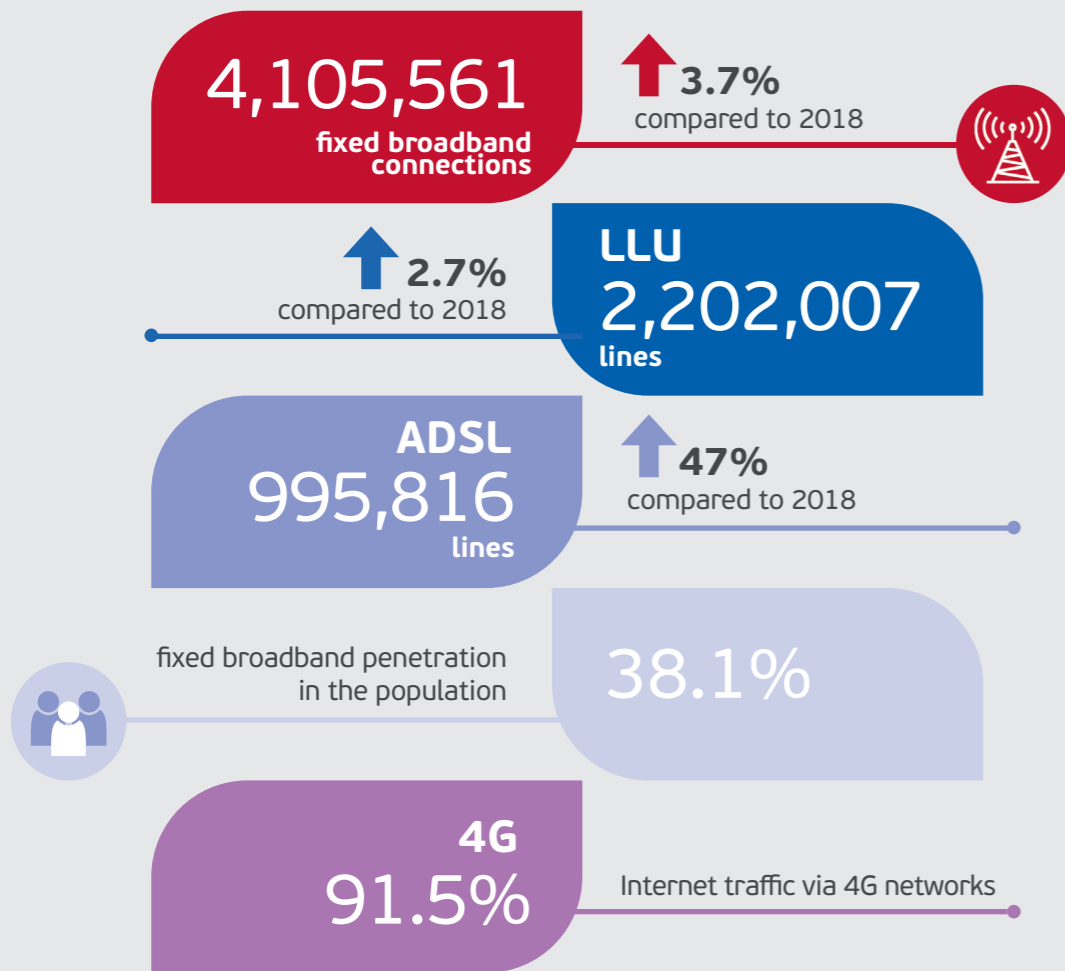 4,105,561
fixed broadband
connections
3.7%
compared to 2018
2.7%
compared to 2018
LLU
2,202,007
lines
ADSL
995,816
lines
47%
compared to 2018
fixed broadband penetration
in the population
38.1%
4G
91.5%
Internet traffic via 4G networks